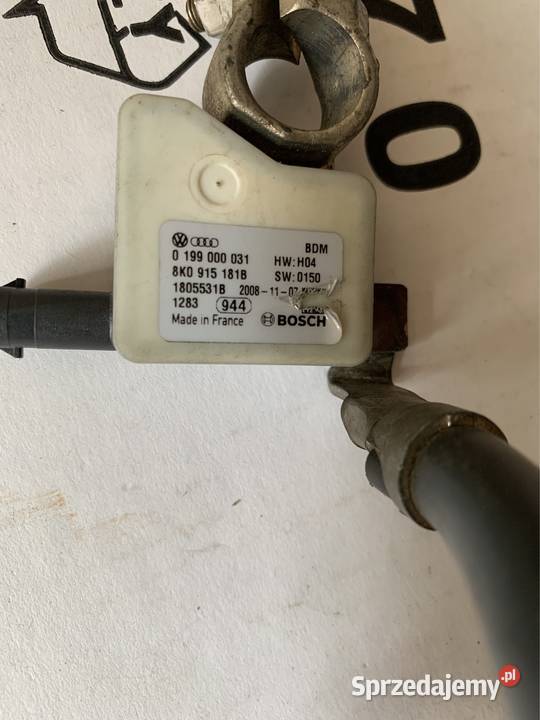 BDM
0 199 000 031 HW: H04
8K0 915 181B SW: 0150
1805531B 2008-11-07
1283 944
Made in France BOSCH
Sprzedajemy.pl